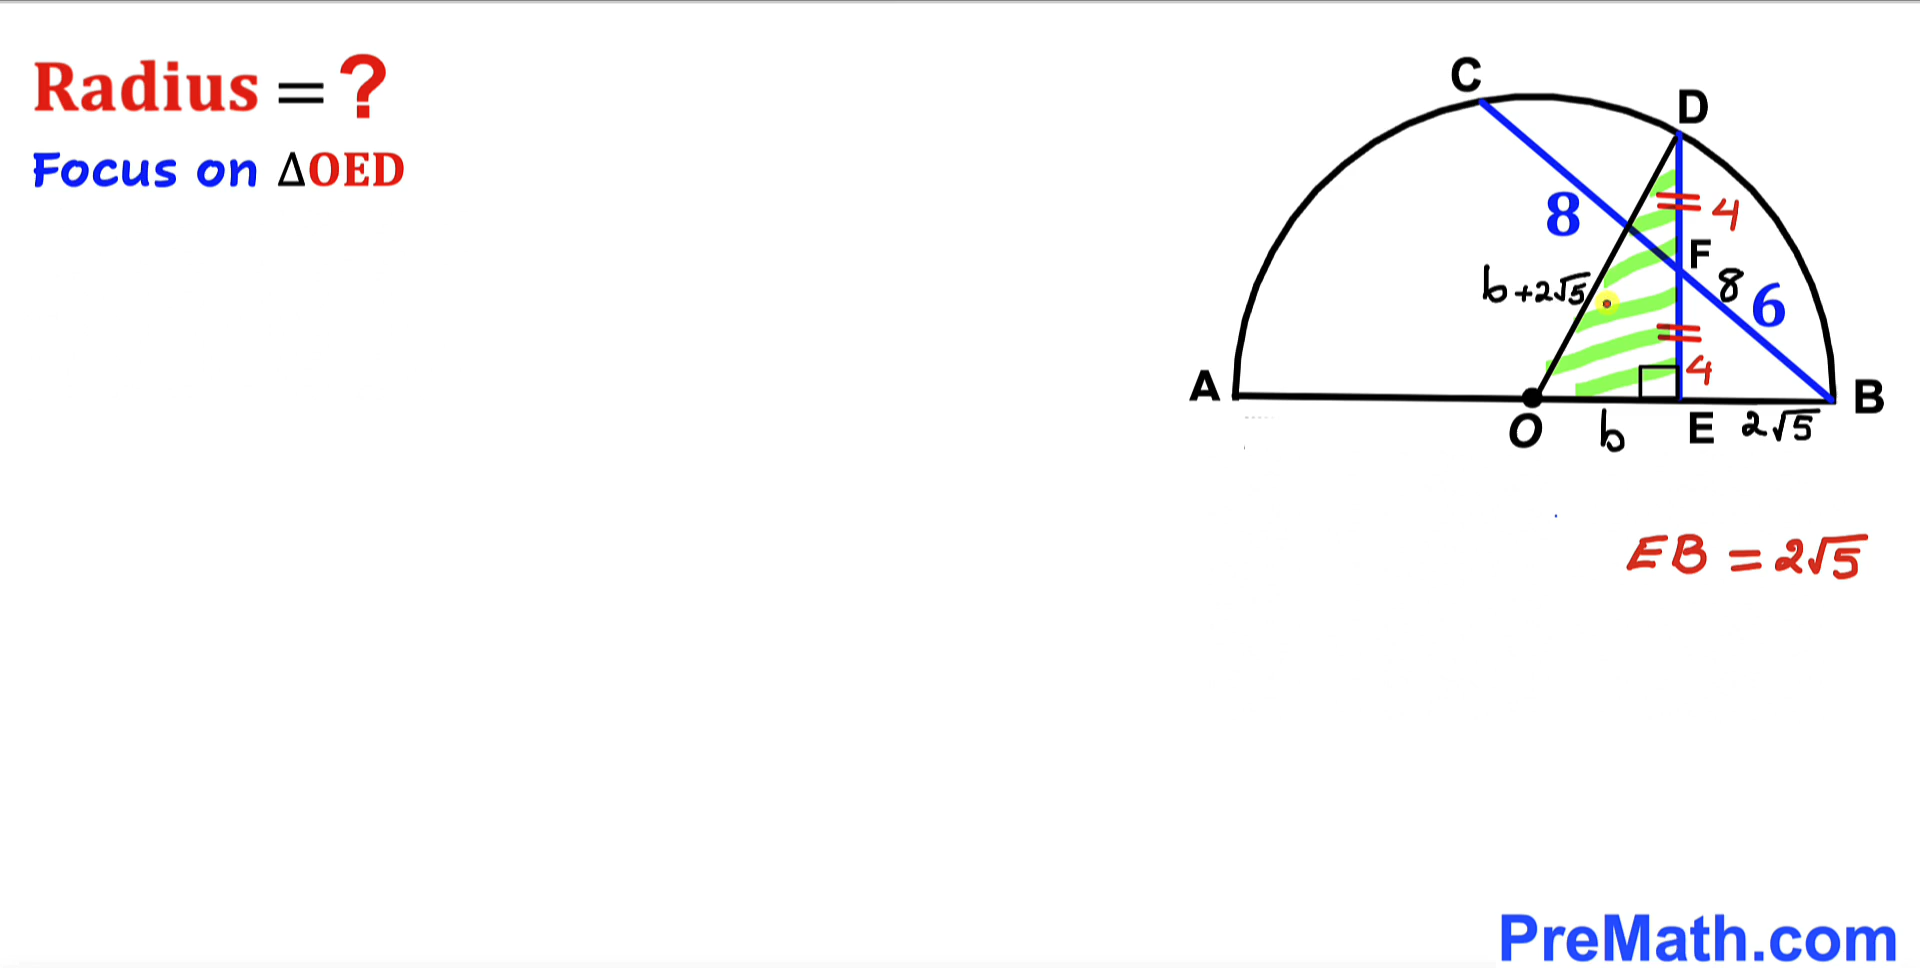 Radius = ?
Focus on ΔOED
C
D
8
4
F
b+2√5
8
6
4
A
B
O
b
E
2√5
EB = 2√5
PreMath.com